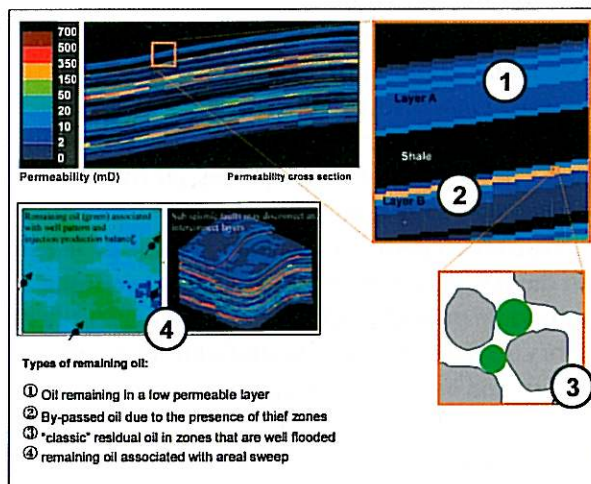 700
500
350
150
50
20
10
2
0
Permeability (mD)
Permeability cross section
Layer A
1
Shale
2
Layer B
Remaining oil (green) associated
with well pattern and
injection production balance
Sub seismic faults may disconnect an
interconnect layers
4
3
Types of remaining oil:
① Oil remaining in a low permeable layer
② By-passed oil due to the presence of thief zones
③ "classic" residual oil in zones that are well flooded
④ remaining oil associated with areal sweep